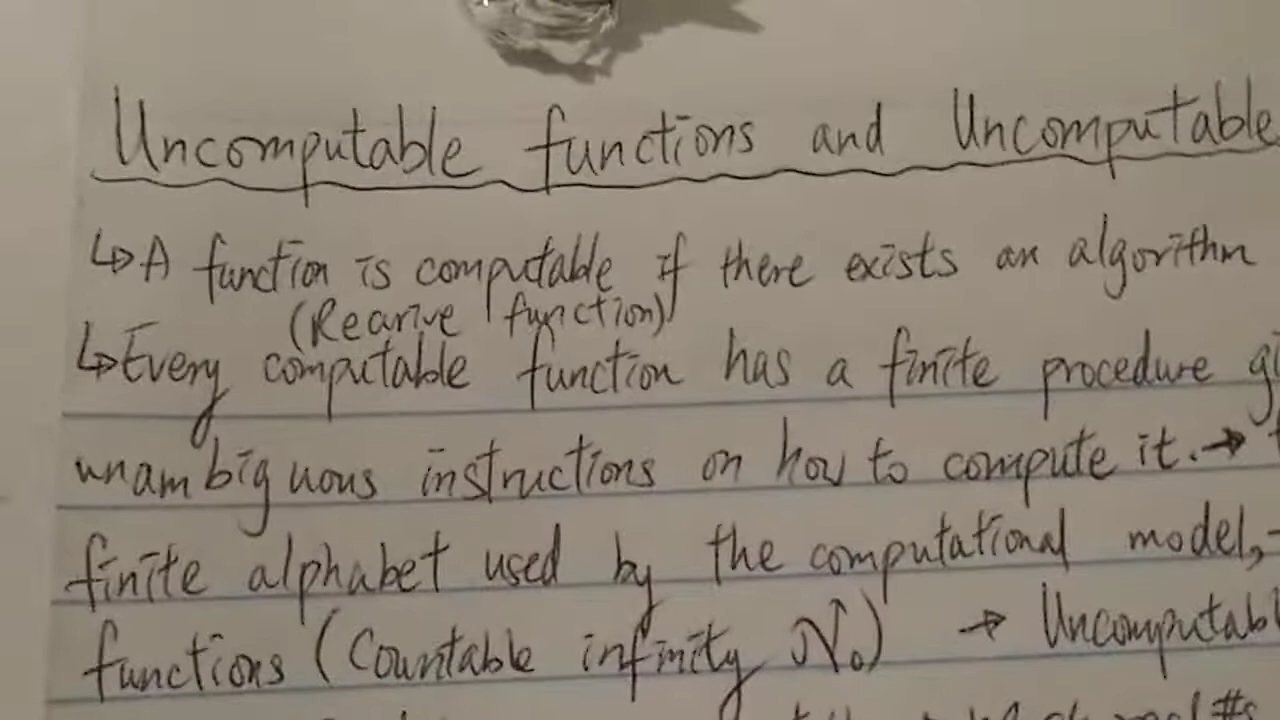 Uncomputable functions and Uncomputable
↳ A function is computable if there exists an algorithm
(Recursive function)
↳ Every computable function has a finite procedure gi
unambiguous instructions on how to compute it. →
finite alphabet used by the computational model,
functions (Countable infinity ℵ₀) → Uncomputabl
#s